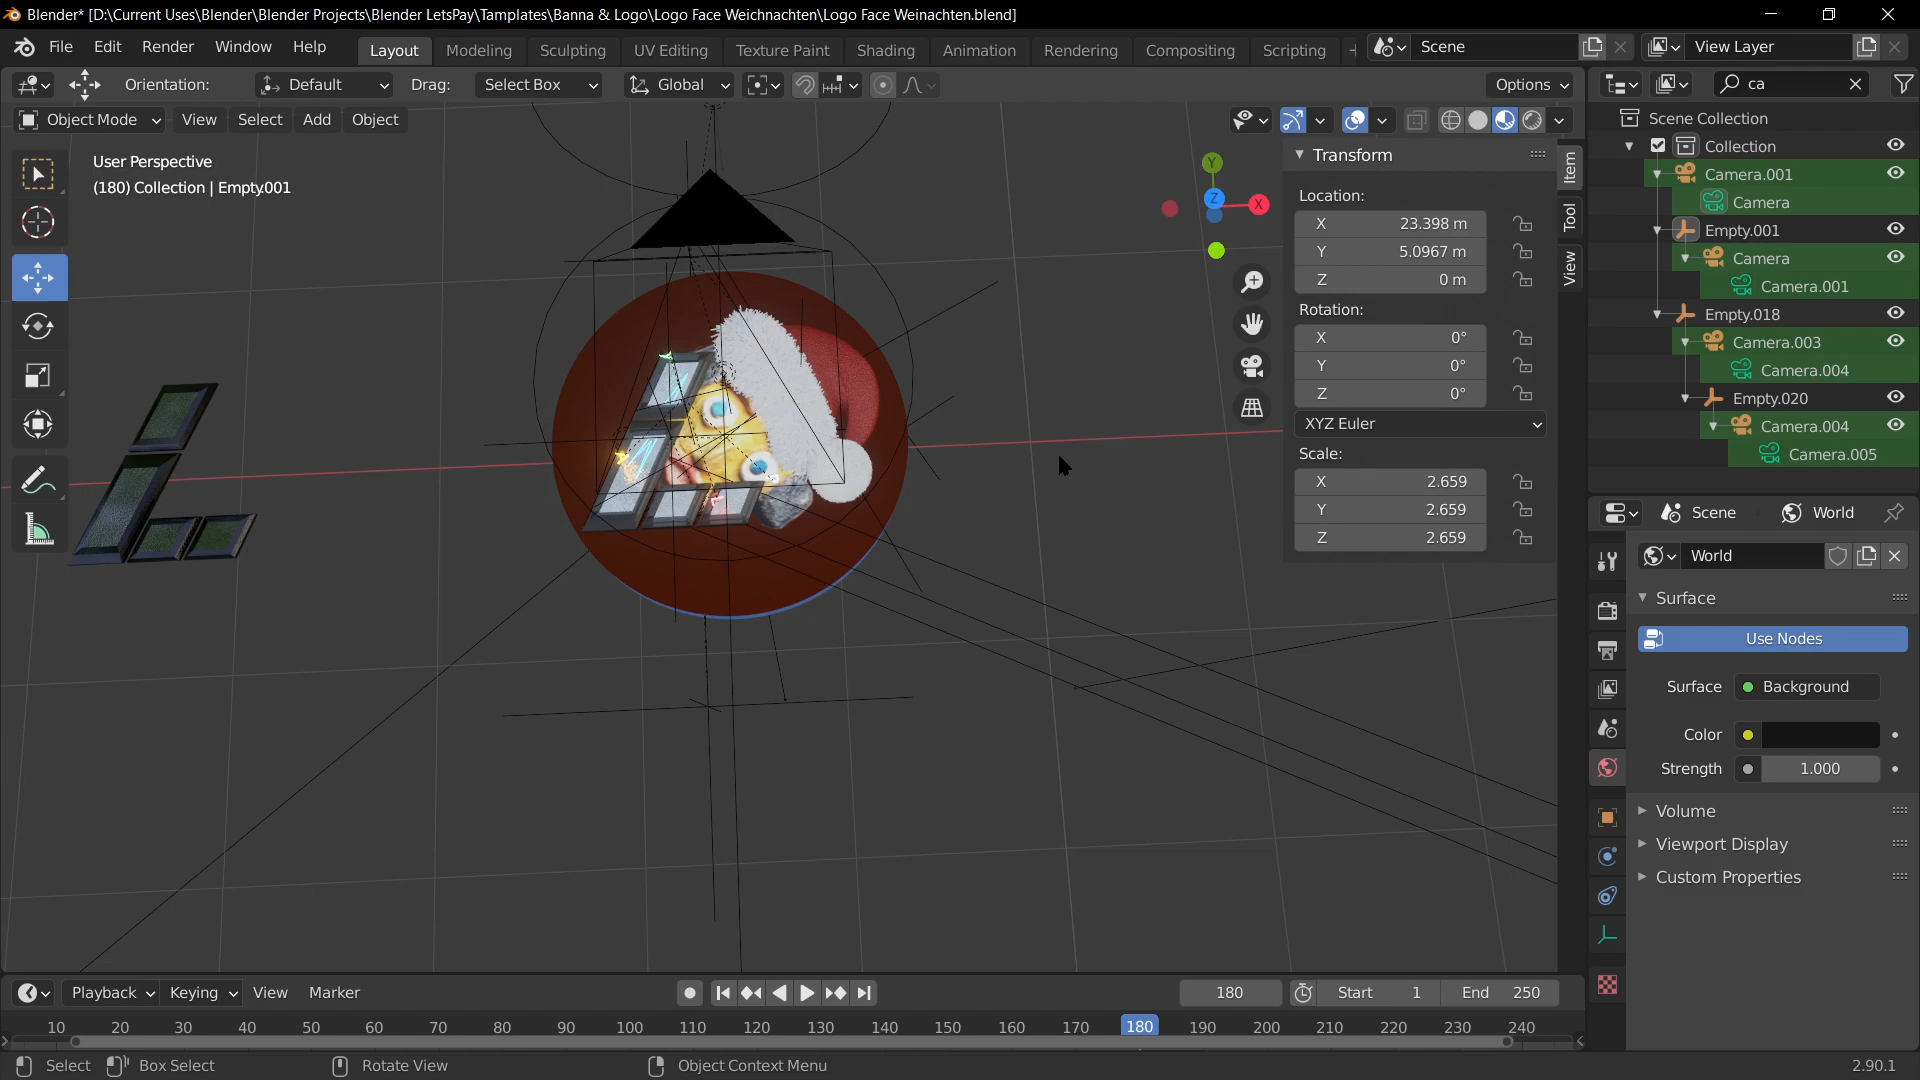 Blender* [D:\Current Uses\Blender\Blender Projects\Blender LetsPay\Tamplates\Banna & Logo\Logo Face Weichnachten\Logo Face Weinachten.blend]
File Edit Render Window Help Layout Modeling Sculpting UV Editing Texture Paint Shading Animation Rendering Compositing Scripting + Scene View Layer
Orientation: Default Drag: Select Box Global Options ca
Object Mode View Select Add Object
User Perspective
(180) Collection | Empty.001
Y
Z
X
Transform
Location:
X 23.398 m
Y 5.0967 m
Z 0 m
Rotation:
X 0°
Y 0°
Z 0°
XYZ Euler
Scale:
X 2.659
Y 2.659
Z 2.659
Item
Tool
View
Scene Collection
Collection
Camera.001
Camera
Empty.001
Camera
Camera.001
Empty.018
Camera.003
Camera.004
Empty.020
Camera.004
Camera.005
Scene World
World
Surface
Use Nodes
Surface Background
Color
Strength 1.000
Volume
Viewport Display
Custom Properties
Playback Keying View Marker 180 Start 1 End 250
10 20 30 40 50 60 70 80 90 100 110 120 130 140 150 160 170 180 190 200 210 220 230 240
Select Box Select Rotate View Object Context Menu 2.90.1